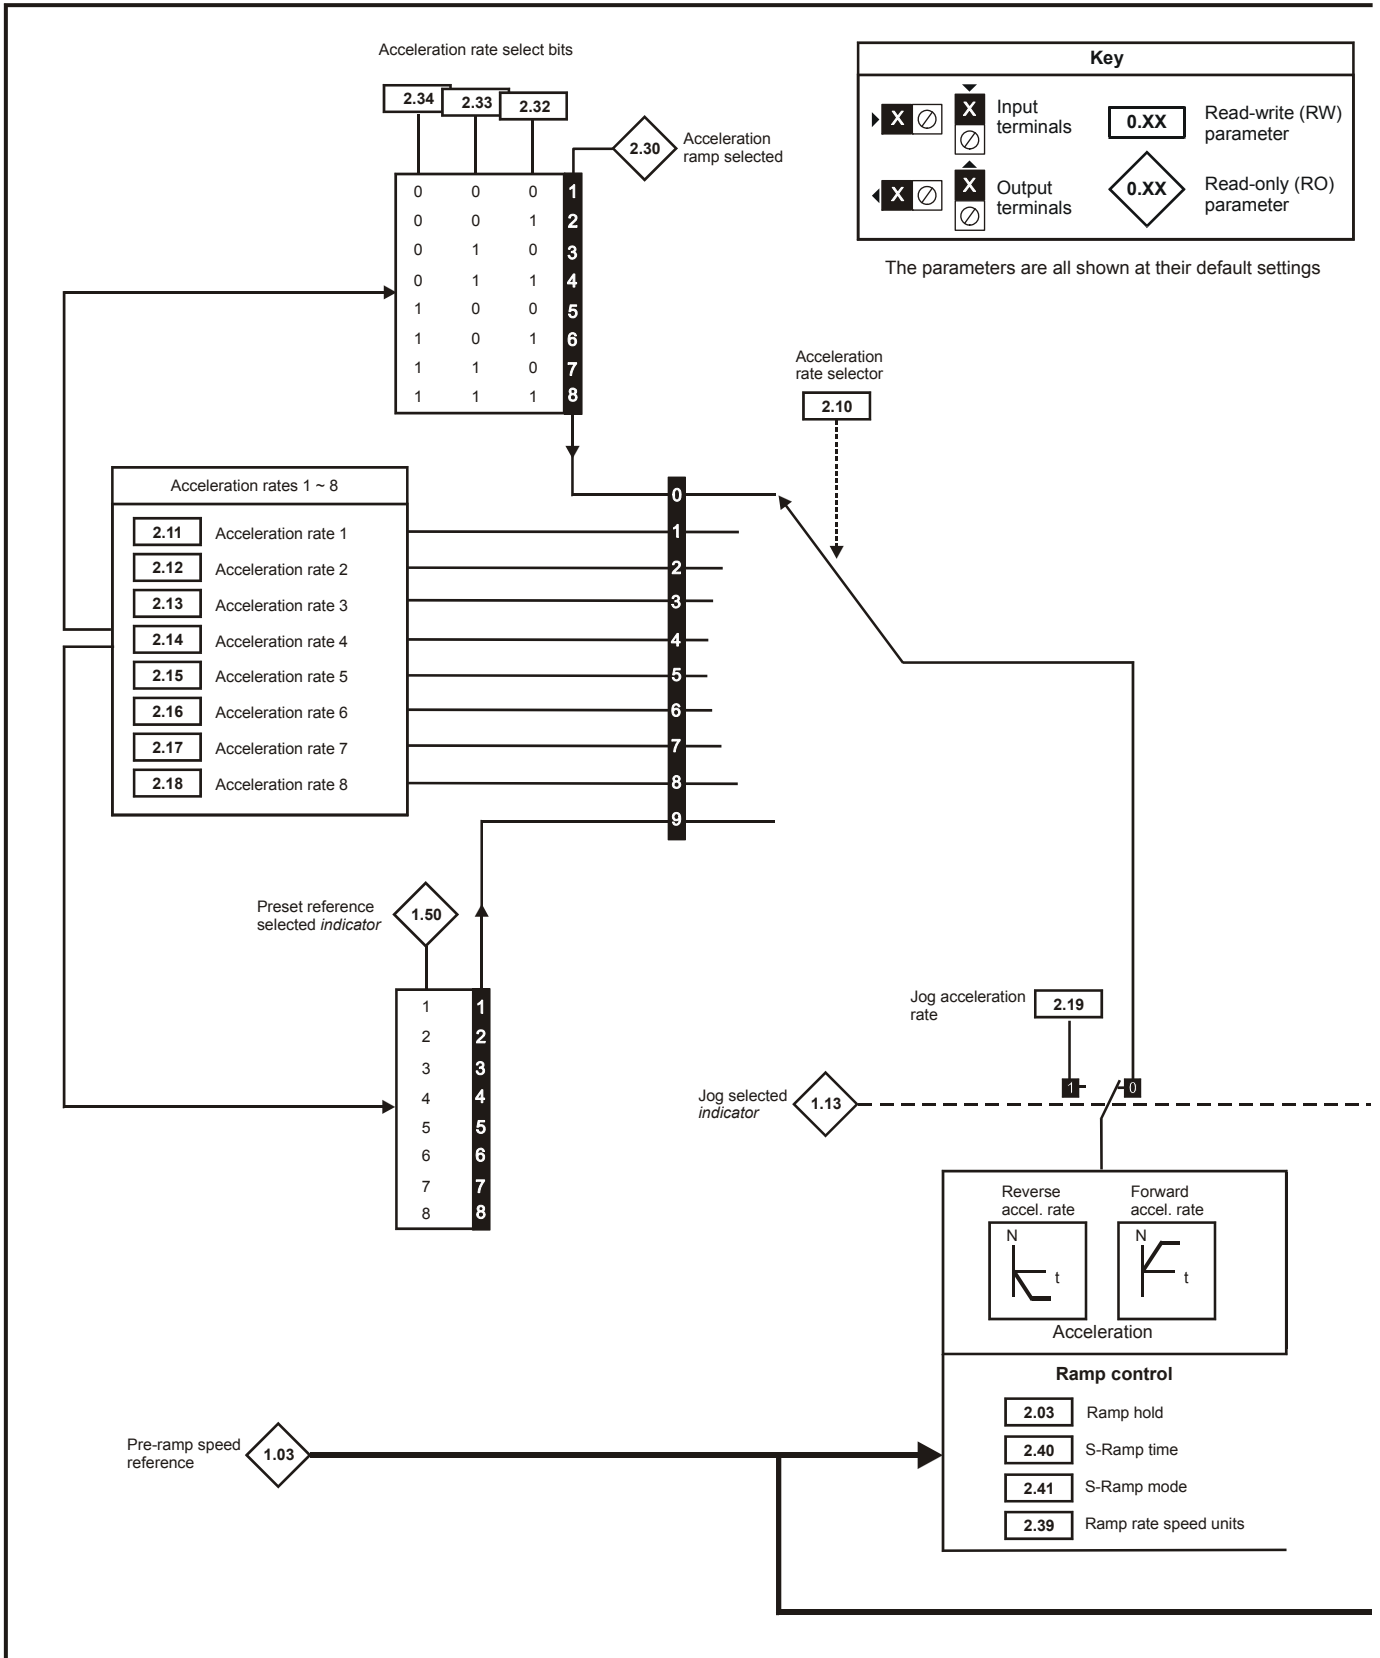 Acceleration rate select bits
2.34 2.33 2.32
2.30
Acceleration
ramp selected
0 0 0 1
0 0 1 2
0 1 0 3
0 1 1 4
1 0 0 5
1 0 1 6
1 1 0 7
1 1 1 8
Key
X X Input
terminals
0.XX Read-write (RW)
parameter
X X Output
terminals
0.XX Read-only (RO)
parameter
The parameters are all shown at their default settings
Acceleration
rate selector
2.10
Acceleration rates 1 ~ 8
2.11 Acceleration rate 1
2.12 Acceleration rate 2
2.13 Acceleration rate 3
2.14 Acceleration rate 4
2.15 Acceleration rate 5
2.16 Acceleration rate 6
2.17 Acceleration rate 7
2.18 Acceleration rate 8
0
1
2
3
4
5
6
7
8
9
Preset reference
selected indicator
1.50
1 1
2 2
3 3
4 4
5 5
6 6
7 7
8 8
Jog acceleration
rate
2.19
1 0
Jog selected
indicator
1.13
Reverse
accel. rate
N
t
Forward
accel. rate
N
t
Acceleration
Ramp control
2.03 Ramp hold
2.40 S-Ramp time
2.41 S-Ramp mode
2.39 Ramp rate speed units
Pre-ramp speed
reference
1.03